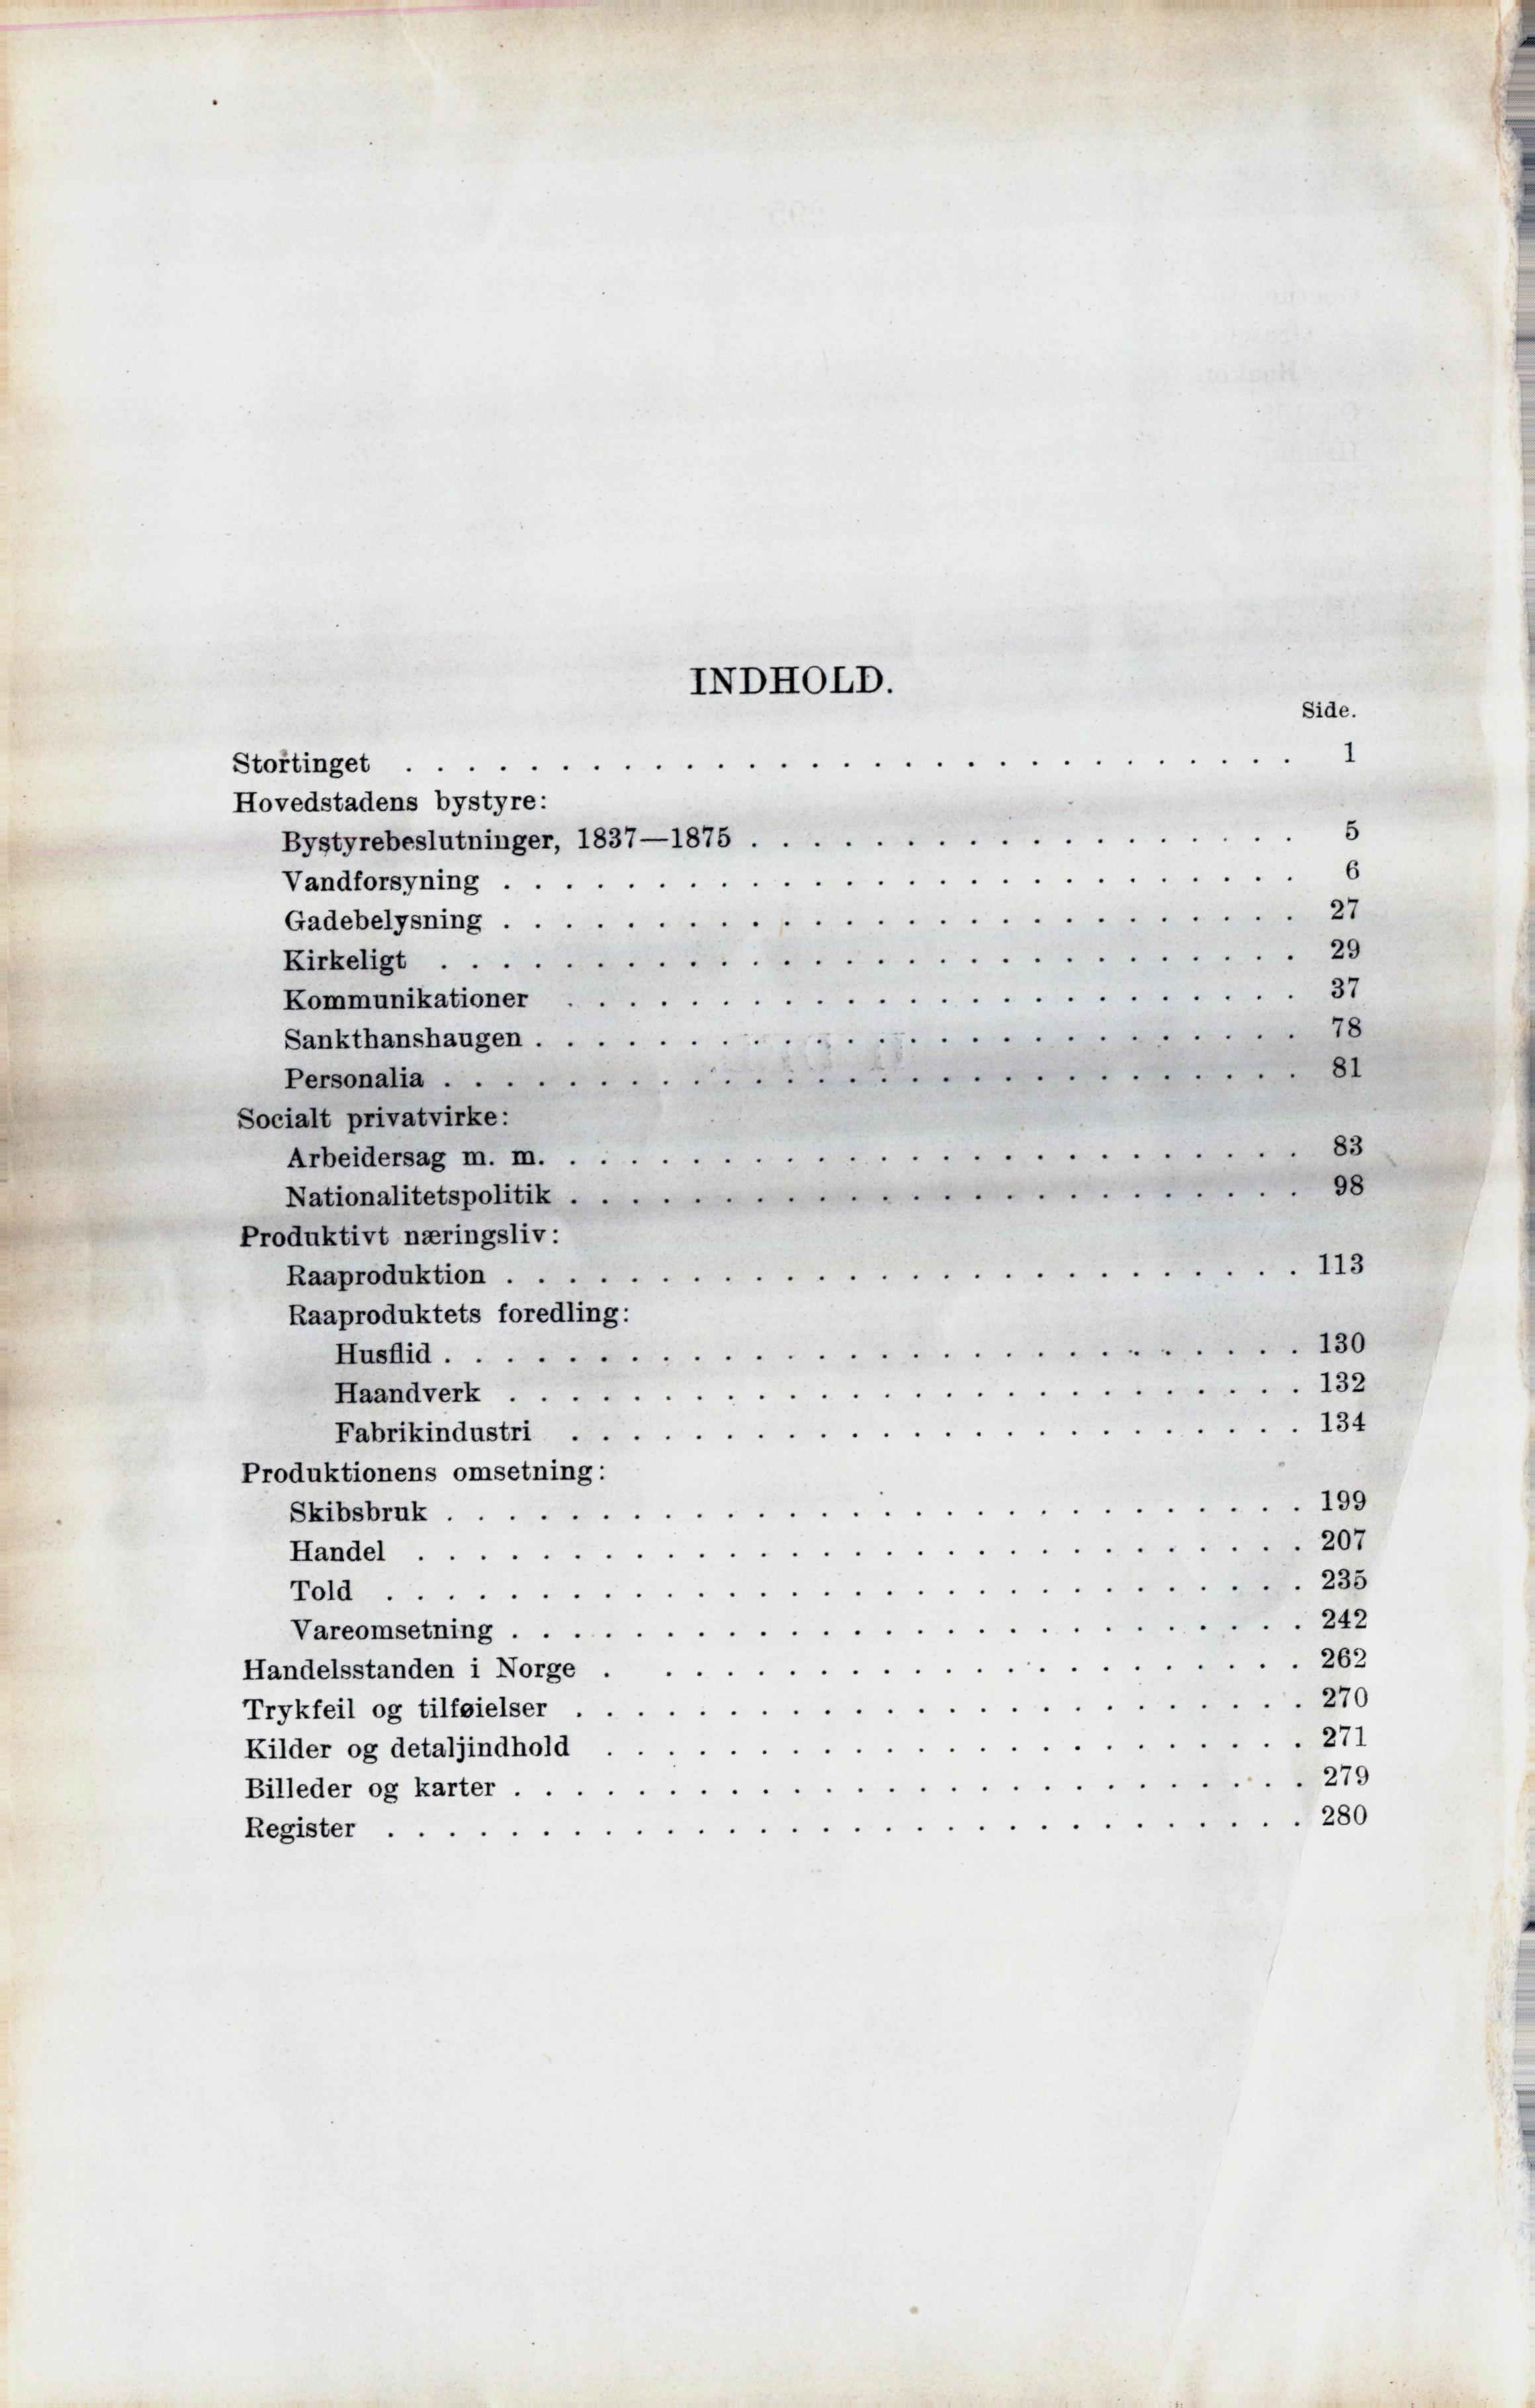 INDHOLD.
Side.
Stortinget . . . . . . . . . . . . . . . . . . . . . . . . . . . . . 1
Hovedstadens bystyre:
Bystyrebeslutninger, 1837—1875 . . . . . . . . . . . . . . . . . . 5
Vandforsyning . . . . . . . . . . . . . . . . . . . . . . . . . . 6
Gadebelysning . . . . . . . . . . . . . . . . . . . . . . . . . . 27
Kirkeligt . . . . . . . . . . . . . . . . . . . . . . . . . . . . 29
Kommunikationer . . . . . . . . . . . . . . . . . . . . . . . . 37
Sankthanshaugen . . . . . . . . . . . . . . . . . . . . . . . . . 78
Personalia . . . . . . . . . . . . . . . . . . . . . . . . . . . . 81
Socialt privatvirke:
Arbeidersag m. m. . . . . . . . . . . . . . . . . . . . . . . . . 83
Nationalitetspolitik . . . . . . . . . . . . . . . . . . . . . . . . 98
Produktivt næringsliv:
Raaproduktion . . . . . . . . . . . . . . . . . . . . . . . . . . 113
Raaproduktets foredling:
Husflid . . . . . . . . . . . . . . . . . . . . . . . . . . . . 130
Haandverk . . . . . . . . . . . . . . . . . . . . . . . . . . 132
Fabrikindustri . . . . . . . . . . . . . . . . . . . . . . . . 134
Produktionens omsetning:
Skibsbruk . . . . . . . . . . . . . . . . . . . . . . . . . . . . 199
Handel . . . . . . . . . . . . . . . . . . . . . . . . . . . . . 207
Told . . . . . . . . . . . . . . . . . . . . . . . . . . . . . . 235
Vareomsetning . . . . . . . . . . . . . . . . . . . . . . . . . . 242
Handelsstanden i Norge . . . . . . . . . . . . . . . . . . . . . . 262
Trykfeil og tilføielser . . . . . . . . . . . . . . . . . . . . . . . . 270
Kilder og detaljindhold . . . . . . . . . . . . . . . . . . . . . . . 271
Billeder og karter . . . . . . . . . . . . . . . . . . . . . . . . . . 279
Register . . . . . . . . . . . . . . . . . . . . . . . . . . . . . . 280